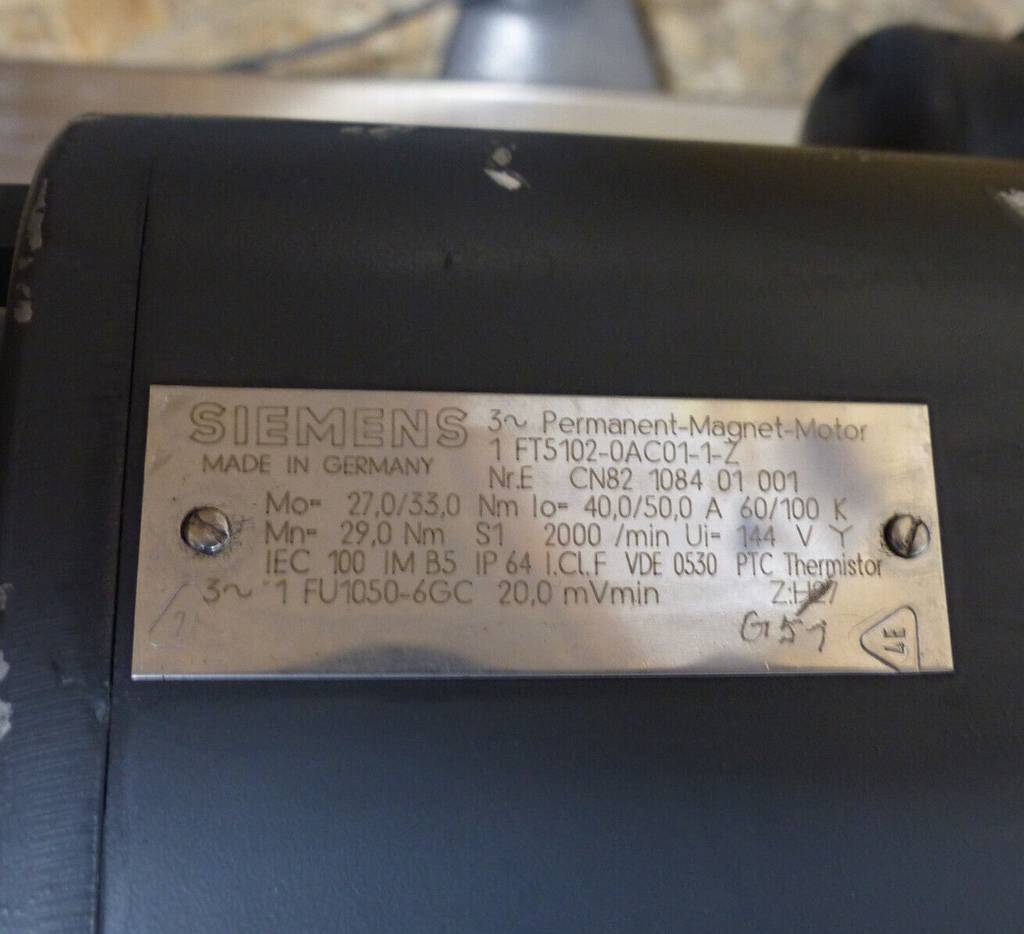 SIEMENS
MADE IN GERMANY
3~ Permanent-Magnet-Motor
1 FT5102-0AC01-1-Z
Nr.E CN82 1084 01 001
Mo= 27,0/33,0 Nm Io= 40,0/50,0 A 60/100 K
Mn= 29,0 Nm S1 2000 /min Ui= 144 V Y
IEC 100 IM B5 IP 64 I.Cl.F VDE 0530 PTC Thermistor
3~ 1 FU1050-6GC 20,0 mVmin Z:H27
G51